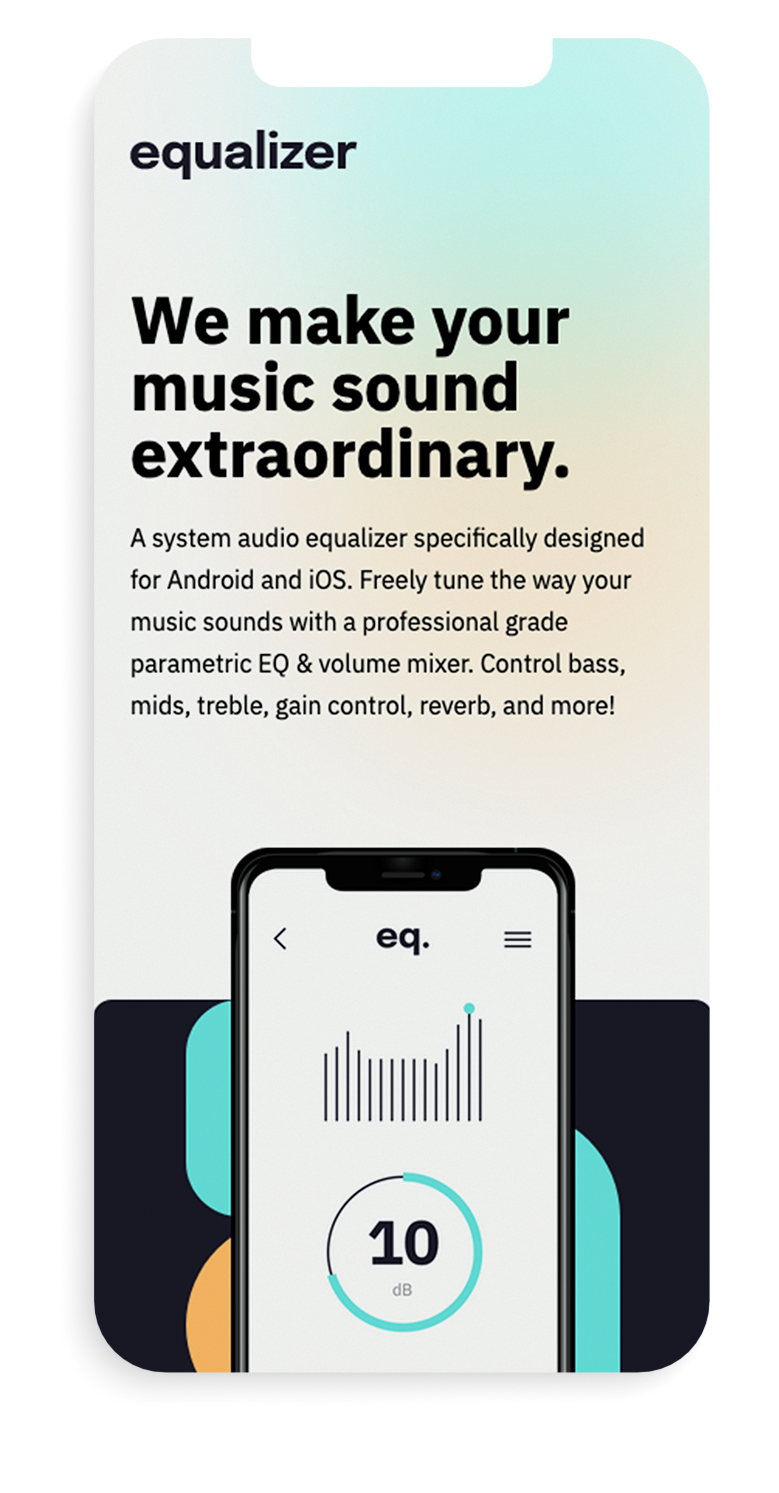 equalizer
We make your
music sound
extraordinary.
A system audio equalizer specifically designed
for Android and iOS. Freely tune the way your
music sounds with a professional grade
parametric EQ & volume mixer. Control bass,
mids, treble, gain control, reverb, and more!
eq.
10
dB